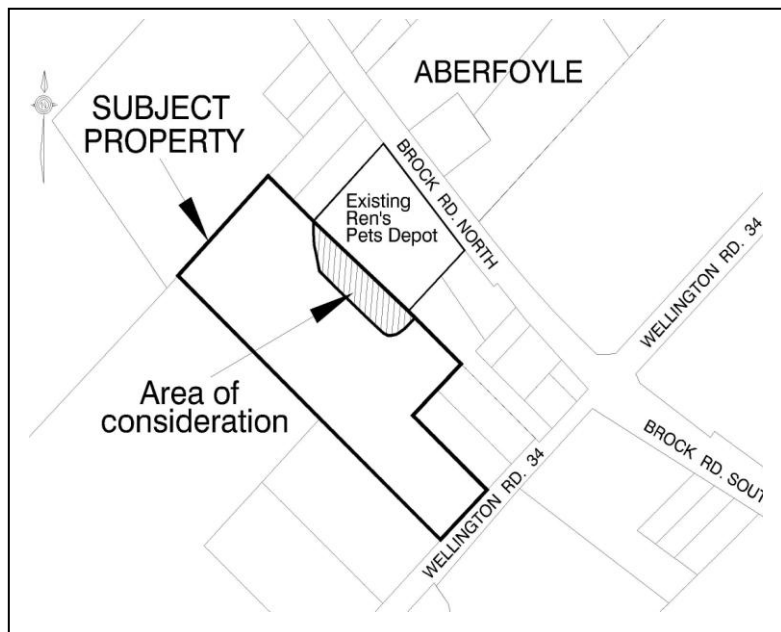 ABERFOYLE
SUBJECT
PROPERTY
BROCK RD. NORTH
Existing
Ren's
Pets Depot
WELLINGTON RD. 34
Area of
consideration
BROCK RD. SOUT
WELLINGTON RD. 34